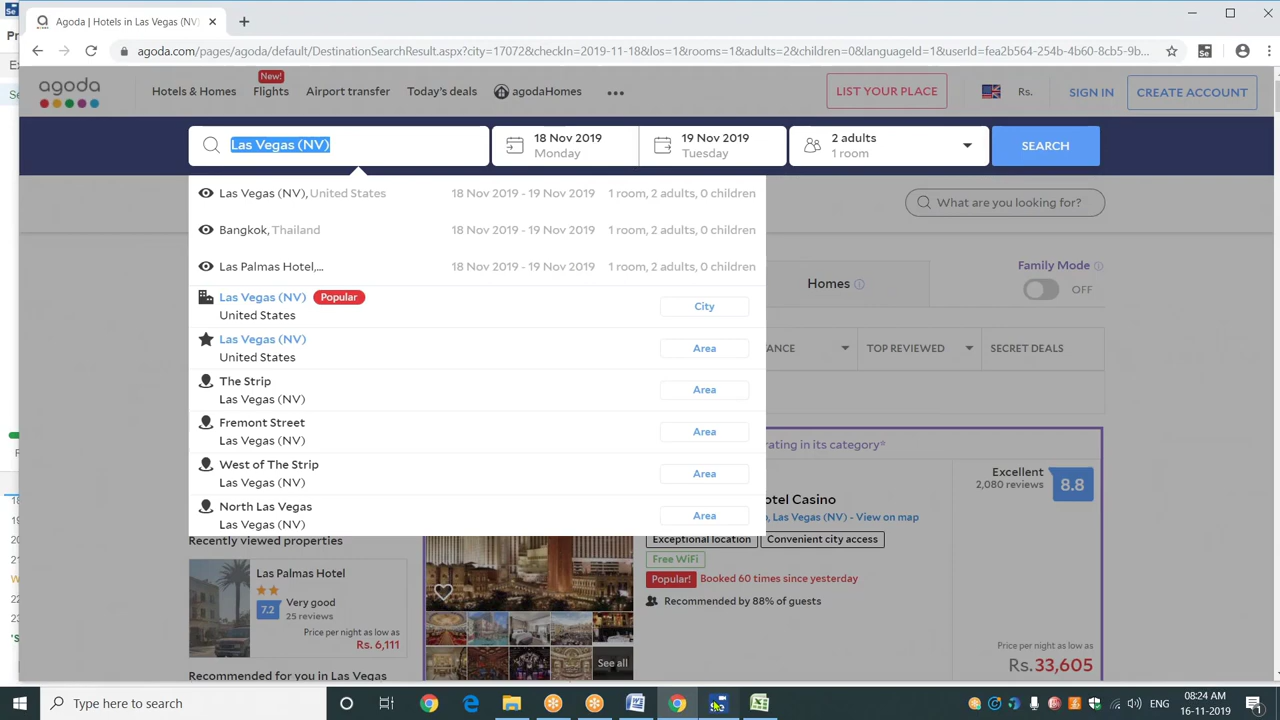 Agoda | Hotels in Las Vegas (NV)
agoda.com/pages/agoda/default/DestinationSearchResult.aspx?city=17072&checkIn=2019-11-18&los=1&rooms=1&adults=2&children=0&languageId=1&userId=fea2b564-254b-4b60-8cb5-9b...
agoda
Hotels & Homes
New!
Flights
Airport transfer
Today's deals
agodaHomes
LIST YOUR PLACE
Rs.
SIGN IN
CREATE ACCOUNT
Las Vegas (NV)
18 Nov 2019
Monday
19 Nov 2019
Tuesday
2 adults
1 room
SEARCH
Las Vegas (NV), United States 18 Nov 2019 - 19 Nov 2019 1 room, 2 adults, 0 children
Bangkok, Thailand 18 Nov 2019 - 19 Nov 2019 1 room, 2 adults, 0 children
Las Palmas Hotel,... 18 Nov 2019 - 19 Nov 2019 1 room, 2 adults, 0 children
What are you looking for?
Las Vegas (NV) Popular
United States
City
Las Vegas (NV)
United States
Area
The Strip
Las Vegas (NV)
Area
Fremont Street
Las Vegas (NV)
Area
West of The Strip
Las Vegas (NV)
Area
North Las Vegas
Las Vegas (NV)
Area
Homes
Family Mode
OFF
ANCE
TOP REVIEWED
SECRET DEALS
rating in its category*
Excellent
2,080 reviews
8.8
otel Casino
, Las Vegas (NV) - View on map
Exceptional location
Convenient city access
Free WiFi
Popular! Booked 60 times since yesterday
Recommended by 88% of guests
Price per night as low as
Rs. 33,605
Recently viewed properties
Las Palmas Hotel
7.2
Very good
25 reviews
Price per night as low as
Rs. 6,111
See all
Recommended for you in Las Vegas
Type here to search
ENG
08:24 AM
16-11-2019